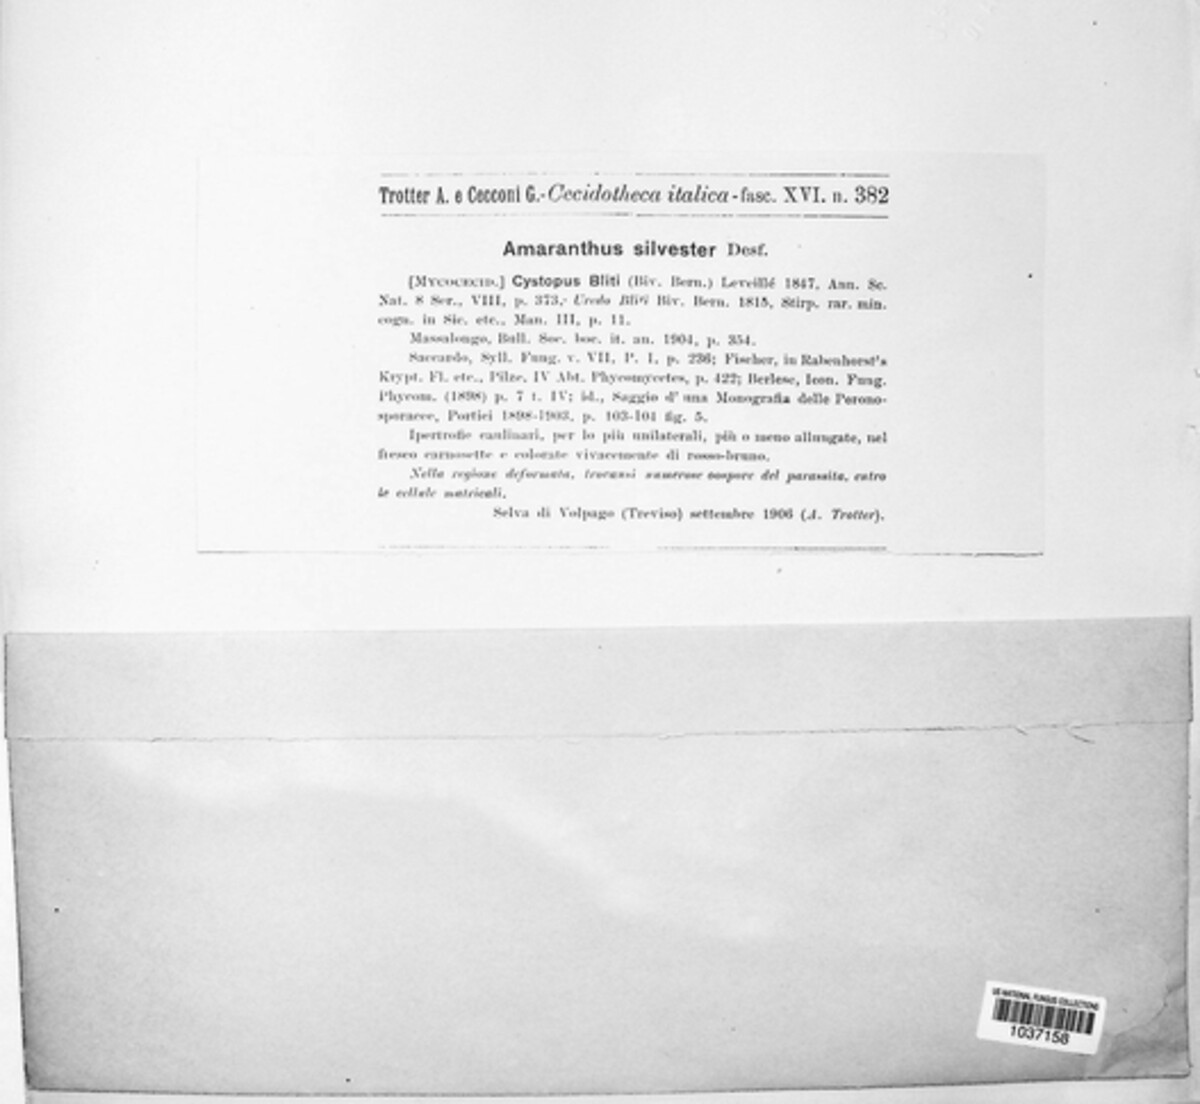 Trotter A. e Cecconi G.-Cecidotheca italica-fasc. XVI. n. 382
Amaranthus silvester Desf.
[Mycocecid.] Cystopus Bliti (Biv. Bern.) Leveillé 1847, Ann. Sc.
Nat. 8 Ser., VIII, p. 373,- Uredo Bliti Biv. Bern. 1815, Stirp. rar. min.
cogn. in Sic. etc., Man. III, p. 11.
Massalongo, Bull. Soc. boc. it. an. 1904, p. 354.
Saccardo, Syll. Fung. v. VII, P. I, p. 236; Fischer, in Rabenhorst's
Krypt. Fl. etc., Pilze, IV Abt. Phycomycetes, p. 422; Berlese, Icon. Fung.
Phycom. (1898) p. 7 t. IV; id., Saggio d' una Monografia delle Perono-
sporacee, Portici 1898-1903, p. 103-104 fig. 5.
Ipertrofie caulinari, per lo più unilaterali, più o meno allungate, nel
fresco carnosette e colorate vivacemente di rosso-bruno.
Nella regione deformata, trovansi numerose oospore del parassita, entro
le cellule matricali.
Selva di Volpago (Treviso) settembre 1906 (A. Trotter).
US NATIONAL FUNGUS COLLECTIONS
1037158